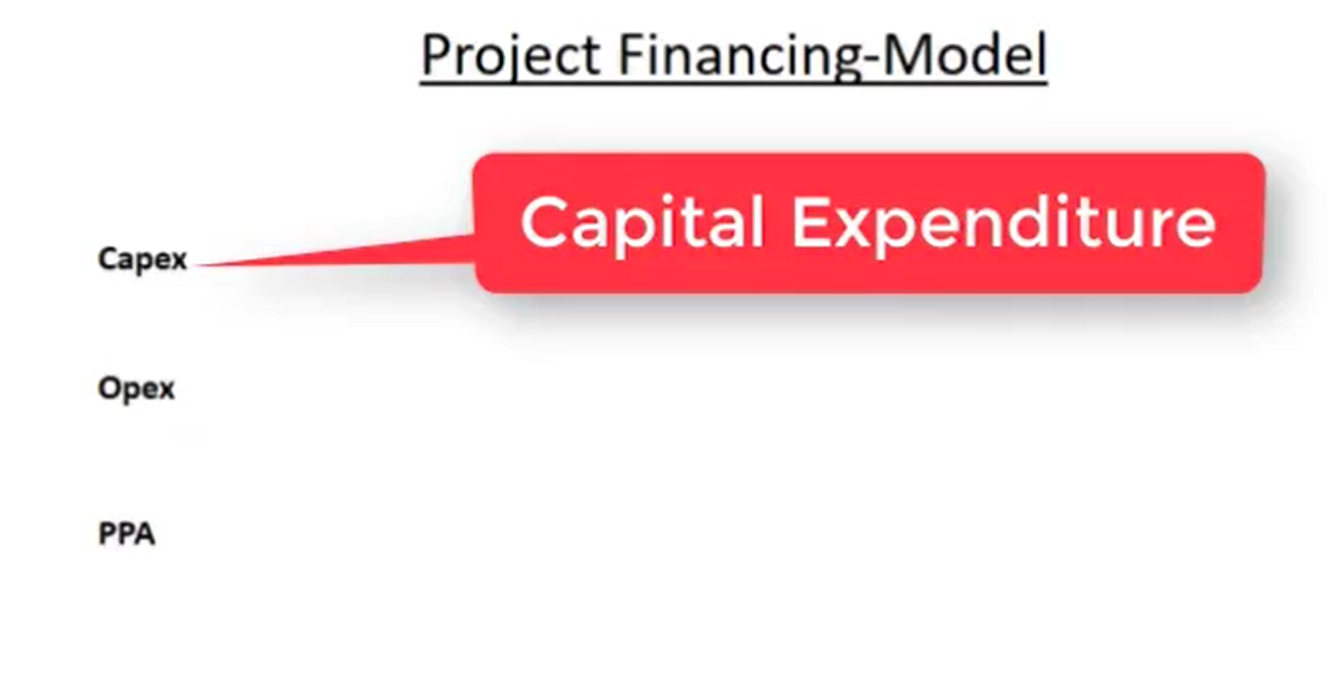 Project Financing-Model
Capital Expenditure
Capex
Opex
PPA